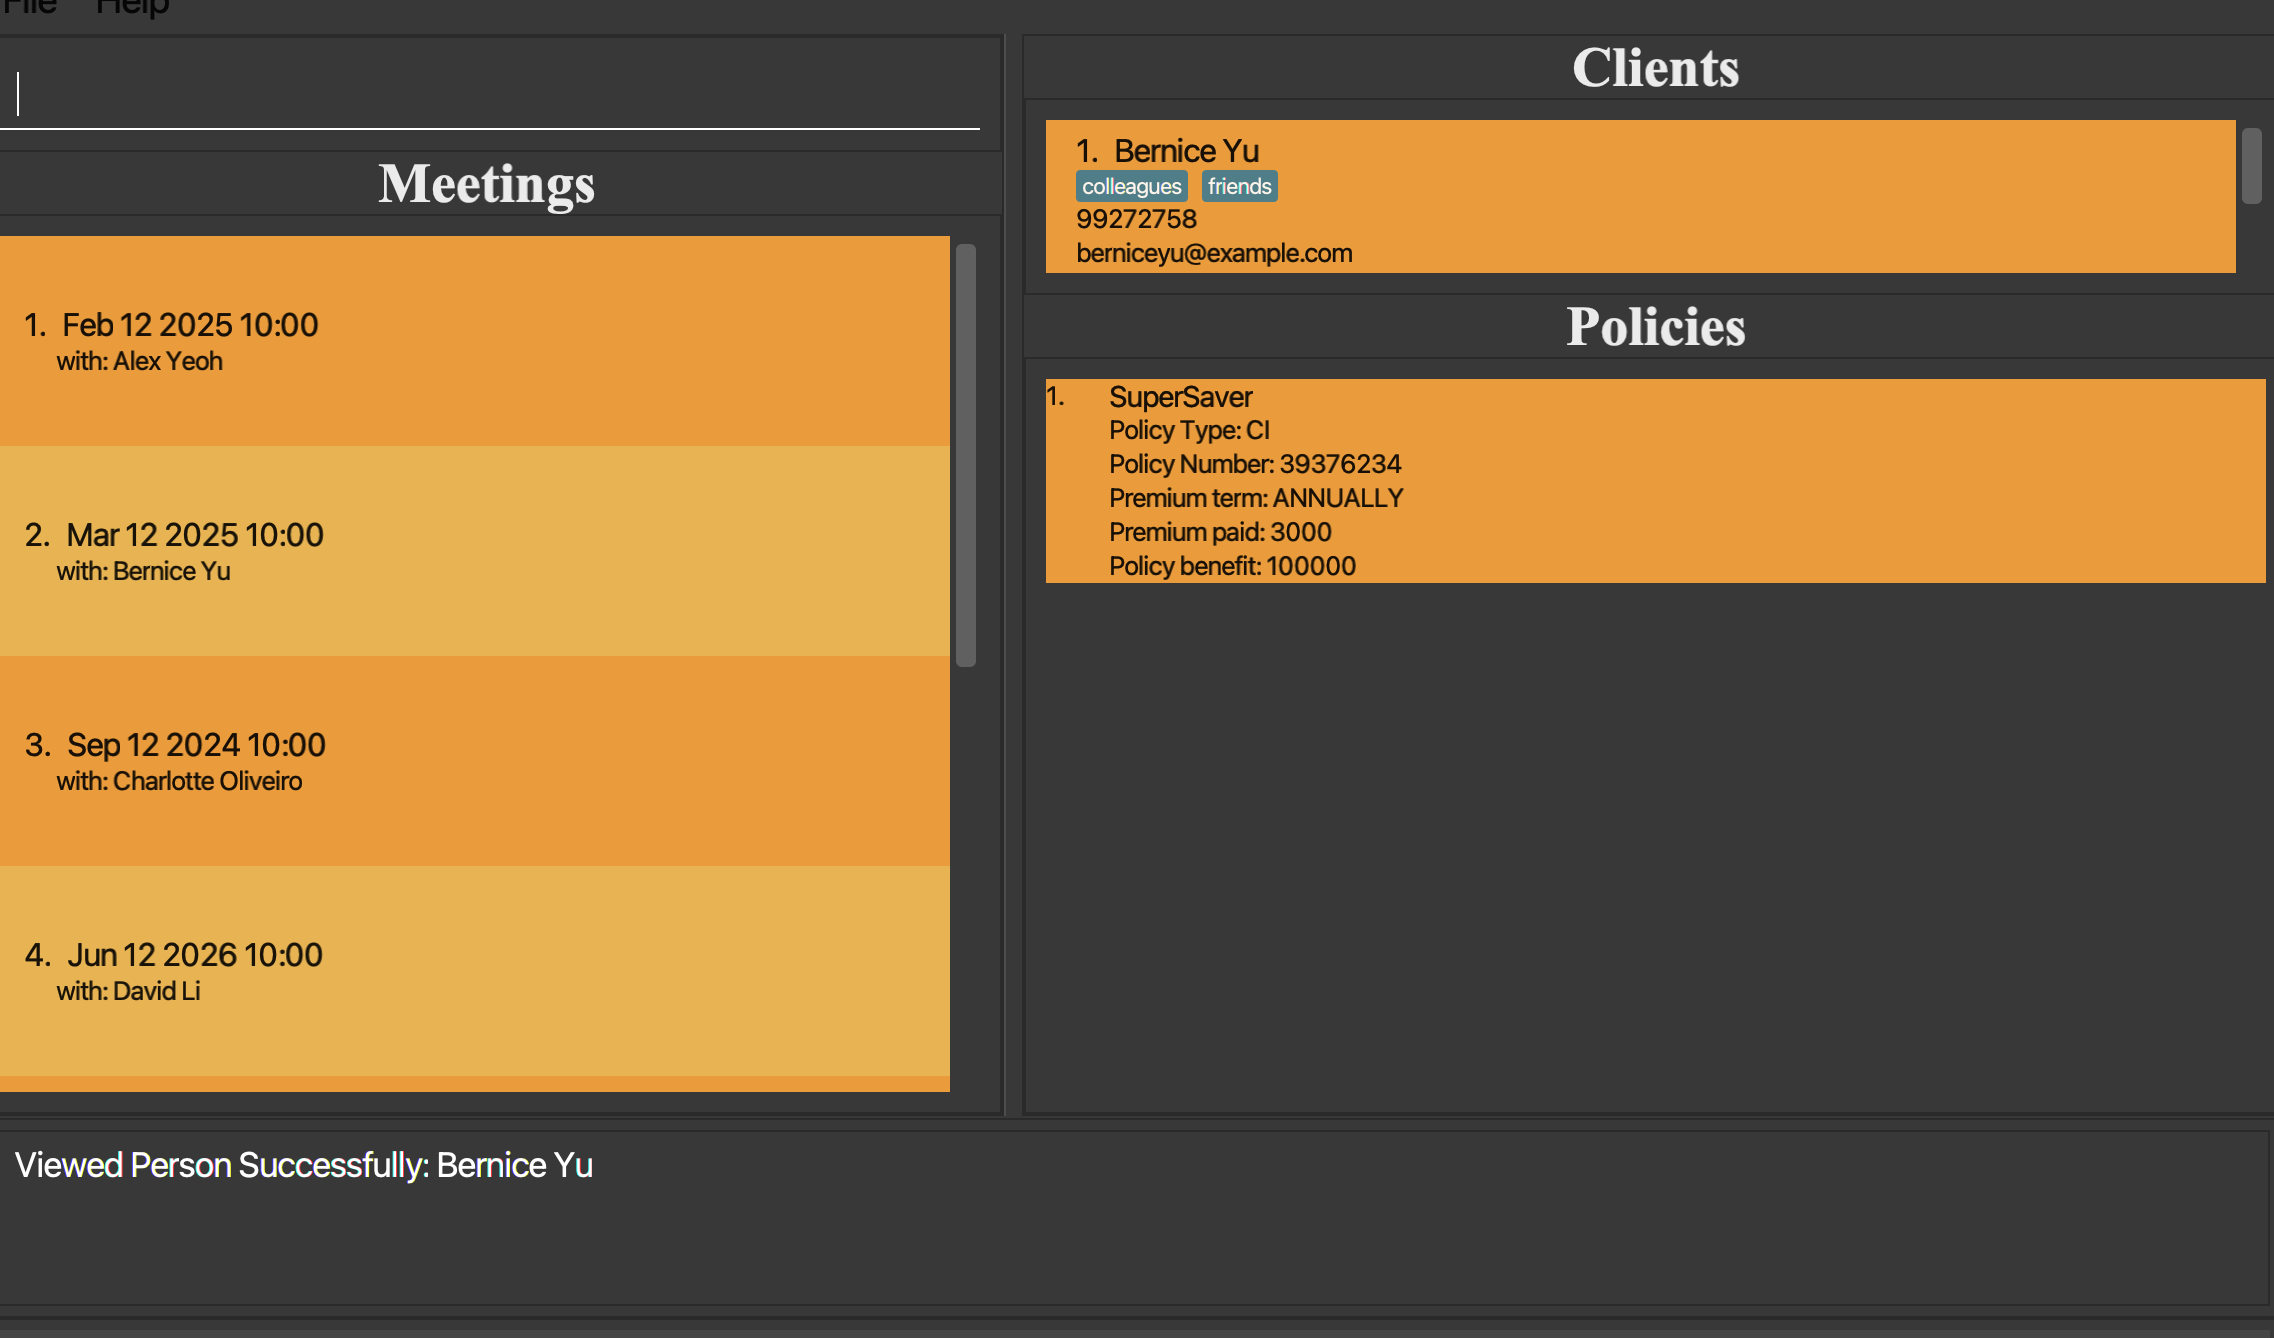 File Help
Meetings
1. Feb 12 2025 10:00
with: Alex Yeoh
2. Mar 12 2025 10:00
with: Bernice Yu
3. Sep 12 2024 10:00
with: Charlotte Oliveiro
4. Jun 12 2026 10:00
with: David Li
Clients
1. Bernice Yu
colleagues friends
99272758
berniceyu@example.com
Policies
1. SuperSaver
Policy Type: CI
Policy Number: 39376234
Premium term: ANNUALLY
Premium paid: 3000
Policy benefit: 100000
Viewed Person Successfully: Bernice Yu